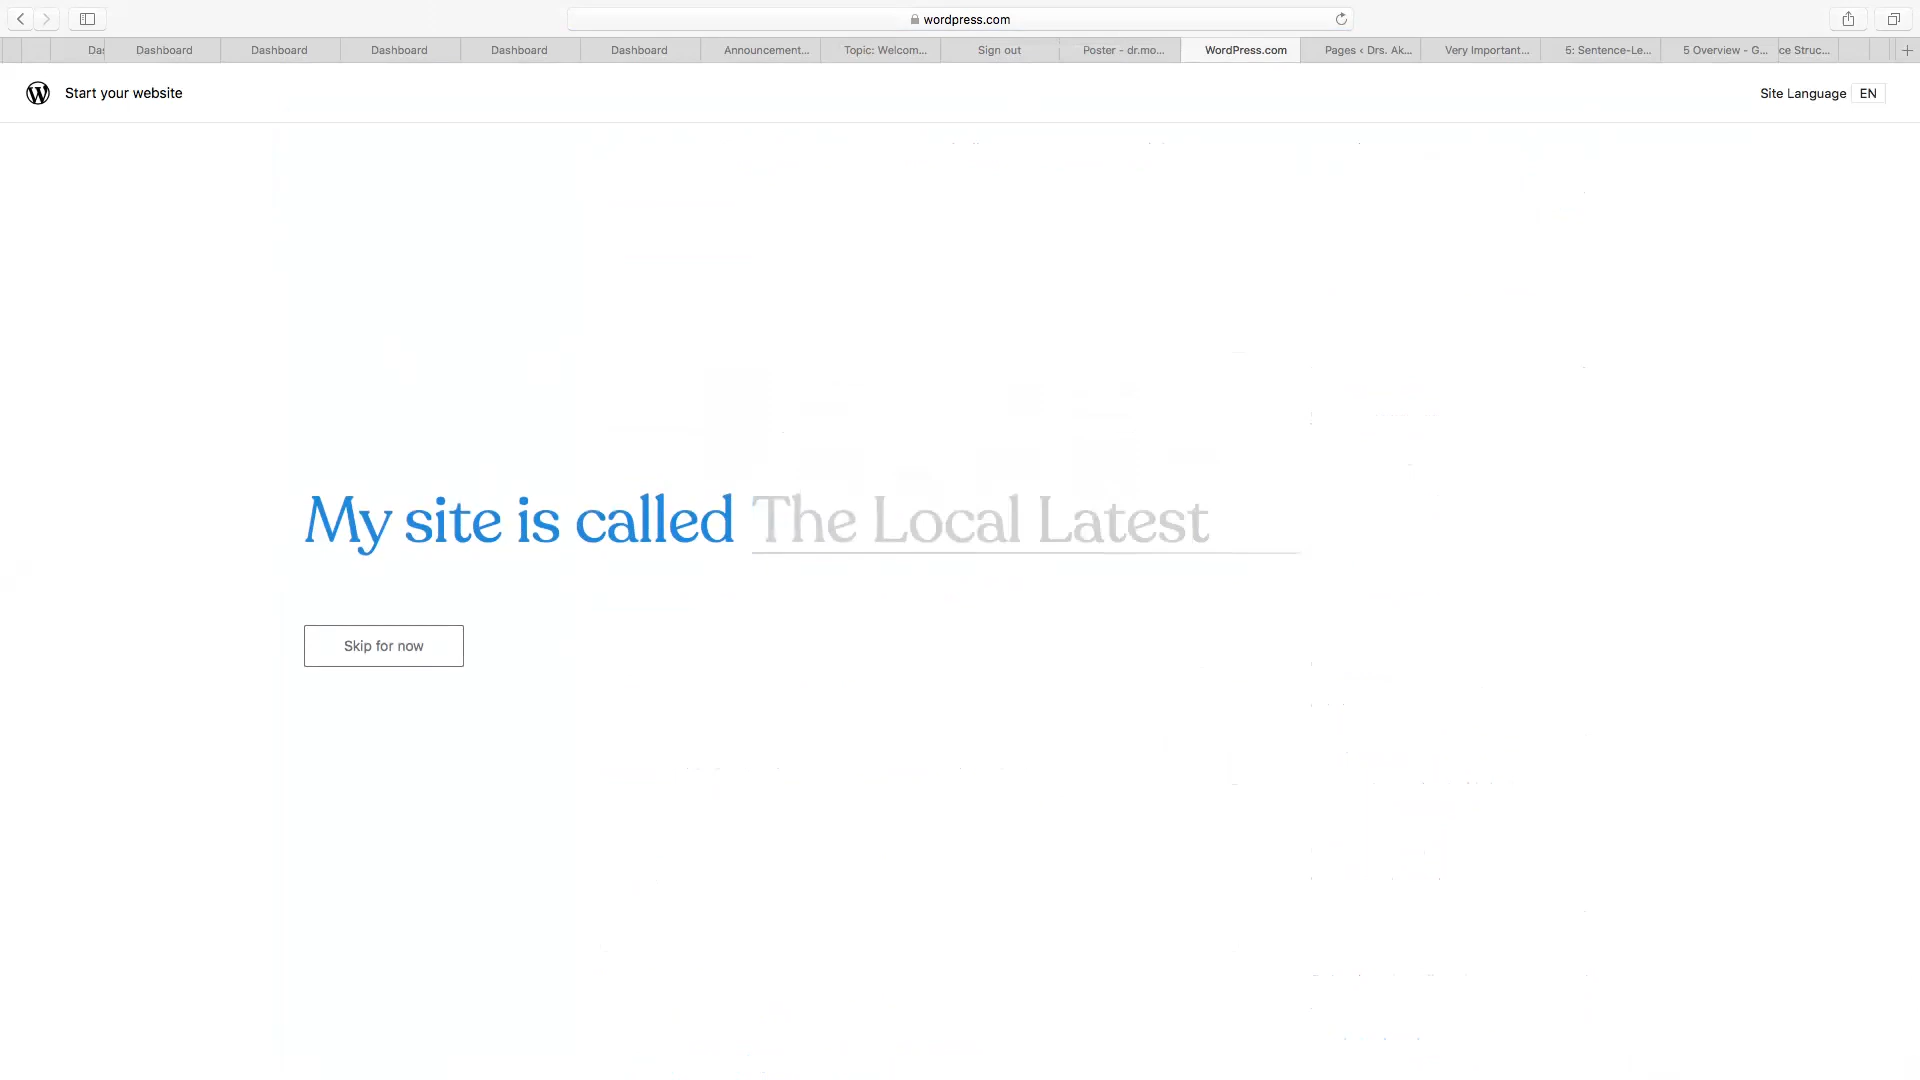 wordpress.com
Das Dashboard Dashboard Dashboard Dashboard Dashboard Announcement... Topic: Welcom... Sign out Poster - dr.mo... WordPress.com Pages ‹ Drs. Ak... Very Important... 5: Sentence-Le... 5 Overview - G... ce Struc...
Start your website
Site Language EN
My site is called The Local Latest
Skip for now